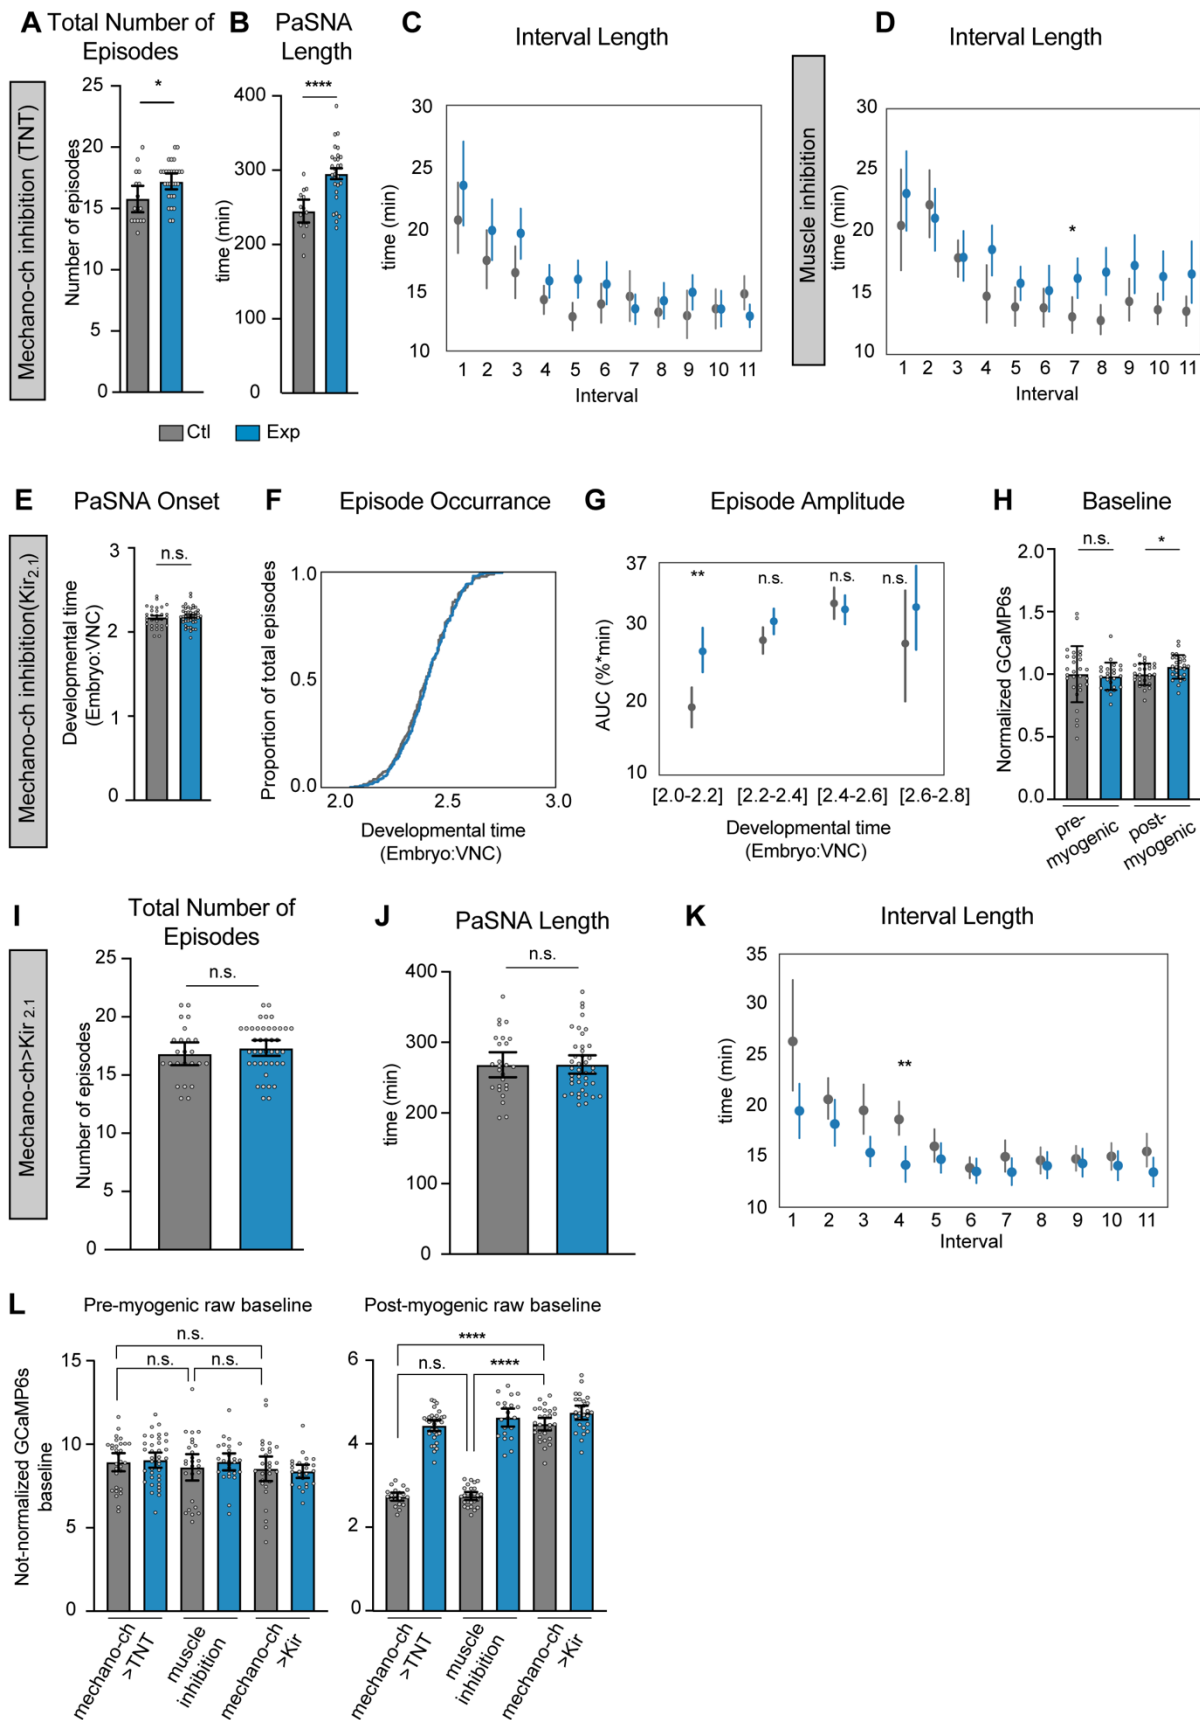 A Total Number of
Episodes
Mechano-ch inhibition (TNT)
Number of episodes
25
20
15
10
5
0
*
B PaSNA
Length
time (min)
400
300
200
100
0
****
C Interval Length
time (min)
30
25
20
15
10
1 2 3 4 5 6 7 8 9 10 11
Interval
D Interval Length
Muscle inhibition
time (min)
30
25
20
15
10
*
1 2 3 4 5 6 7 8 9 10 11
Interval
Ctl Exp
E PaSNA Onset
Mechano-ch inhibition(Kir2.1)
Developmental time
(Embryo:VNC)
3
2
1
0
n.s.
F Episode Occurrance
Proportion of total episodes
1.0
0.5
0.0
2.0 2.5 3.0
Developmental time
(Embryo:VNC)
G Episode Amplitude
AUC (%*min)
37
30
20
10
** n.s. n.s. n.s.
[2.0-2.2] [2.2-2.4] [2.4-2.6] [2.6-2.8]
Developmental time
(Embryo:VNC)
H Baseline
Normalized GCaMP6s
2.0
1.5
1.0
0.5
0.0
n.s. *
pre-
myogenic
post-
myogenic
I Total Number of
Episodes
Mechano-ch>Kir 2.1
Number of episodes
25
20
15
10
5
0
n.s.
J PaSNA Length
time (min)
400
300
200
100
0
n.s.
K Interval Length
time (min)
35
30
25
20
15
10
**
1 2 3 4 5 6 7 8 9 10 11
Interval
L Pre-myogenic raw baseline
Not-normalized GCaMP6s
baseline
15
10
5
0
n.s.
n.s. n.s.
mechano-ch
>TNT
muscle
inhibition
mechano-ch
>Kir
Post-myogenic raw baseline
6
4
2
0
****
n.s. ****
mechano-ch
>TNT
muscle
inhibition
mechano-ch
>Kir